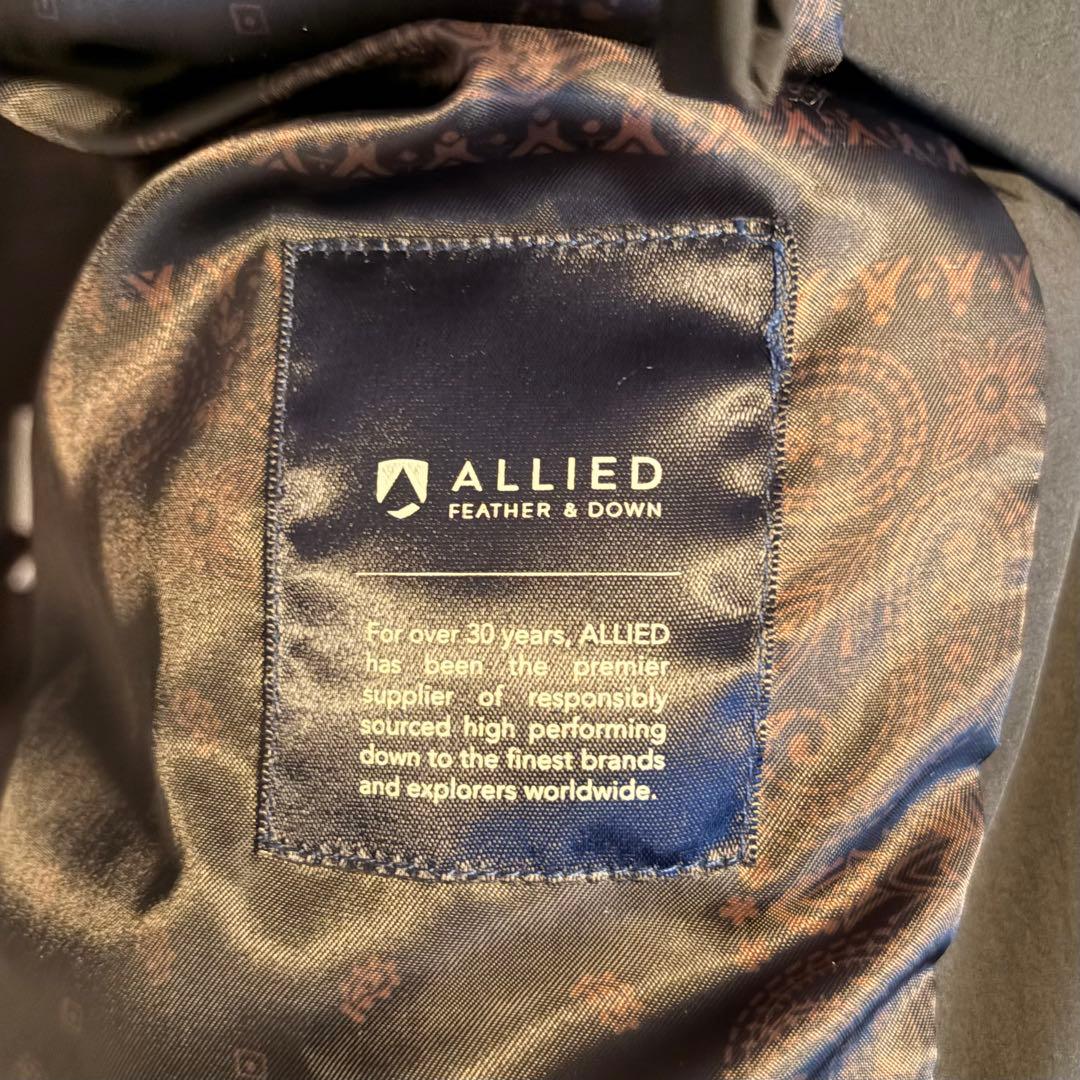 ALLIED
FEATHER & DOWN
For over 30 years, ALLIED
has been the premier
supplier of responsibly
sourced high performing
down to the finest brands
and explorers worldwide.